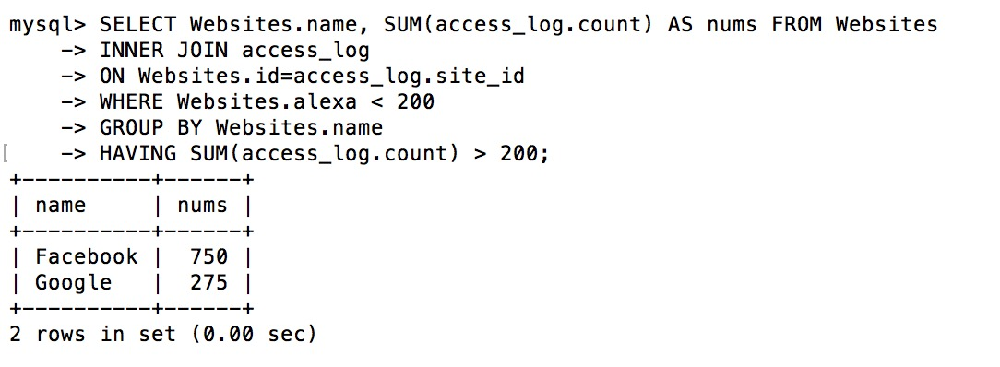 mysql> SELECT Websites.name, SUM(access_log.count) AS nums FROM Websites
    -> INNER JOIN access_log
    -> ON Websites.id=access_log.site_id
    -> WHERE Websites.alexa < 200
    -> GROUP BY Websites.name
[    -> HAVING SUM(access_log.count) > 200;
+----------+------+
| name     | nums |
+----------+------+
| Facebook |  750 |
| Google   |  275 |
+----------+------+
2 rows in set (0.00 sec)